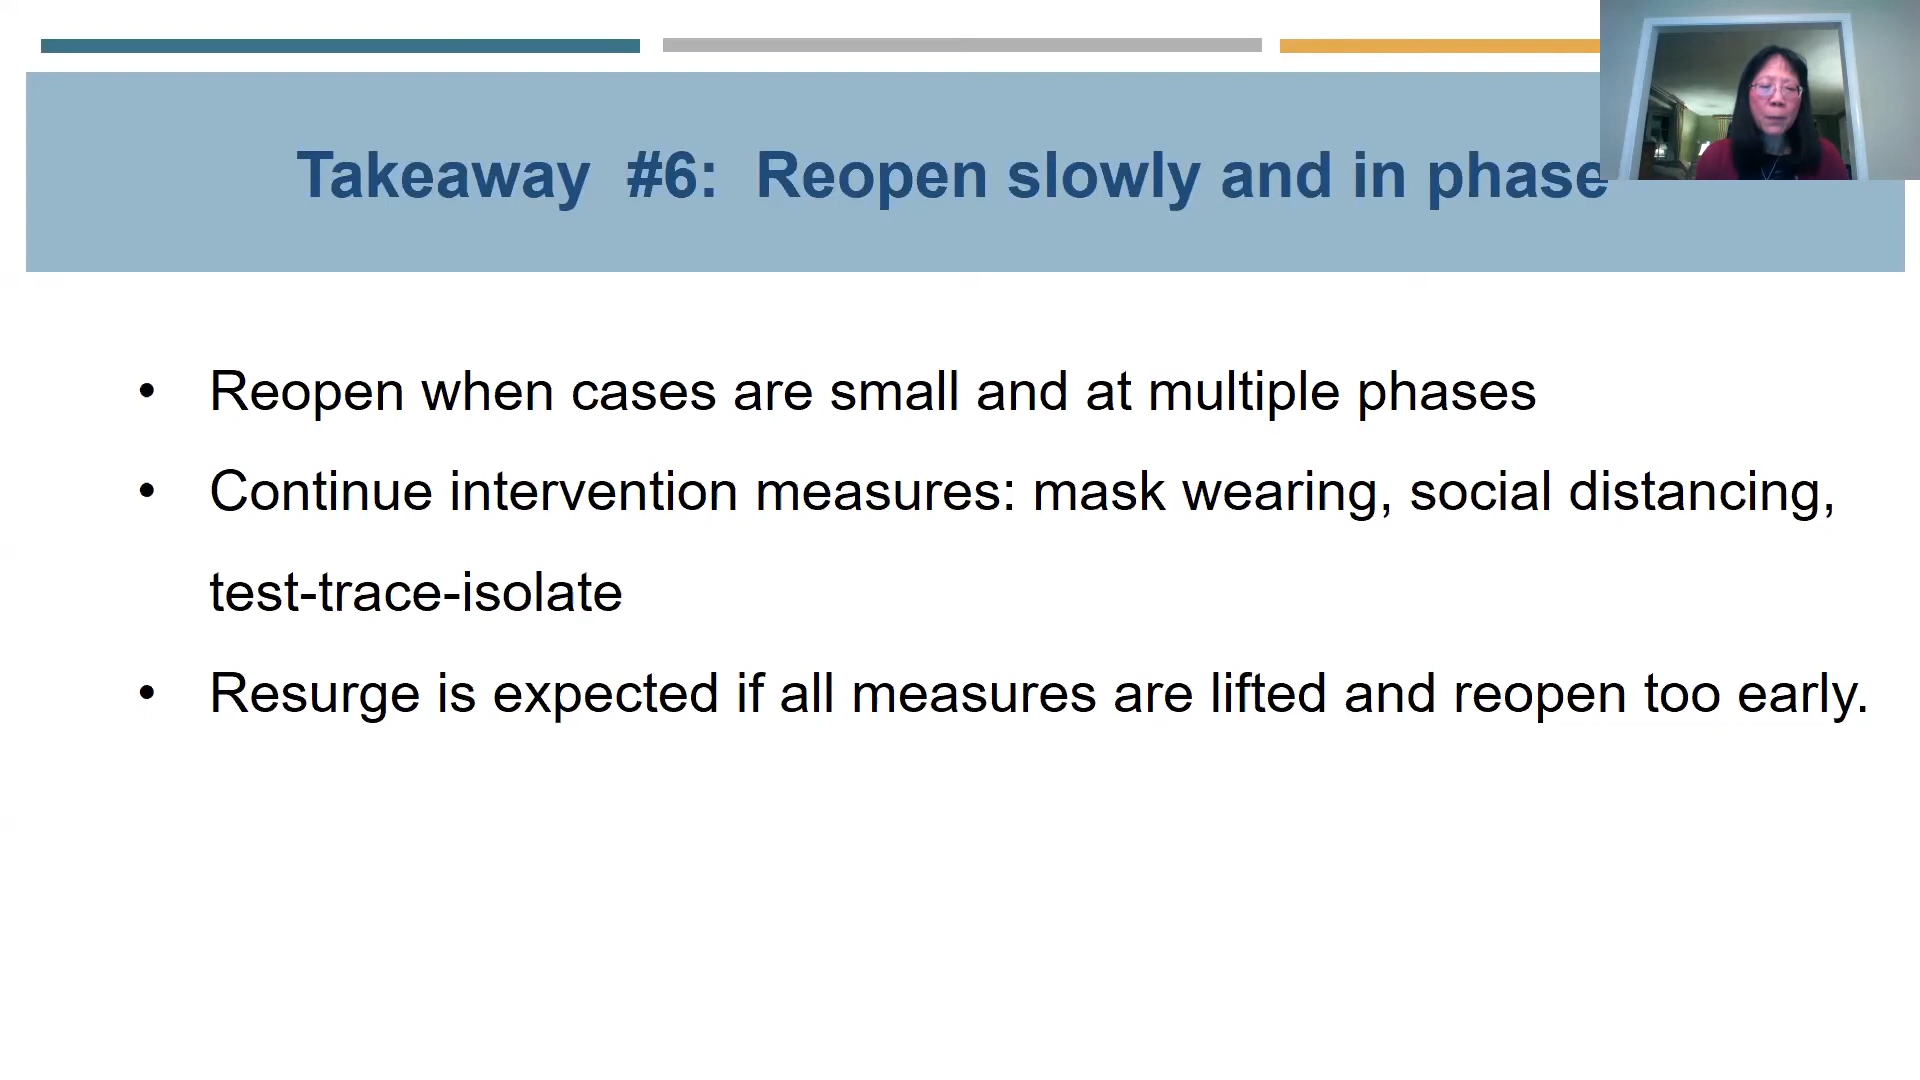 Takeaway #6: Reopen slowly and in phase
• Reopen when cases are small and at multiple phases
• Continue intervention measures: mask wearing, social distancing,
test-trace-isolate
• Resurge is expected if all measures are lifted and reopen too early.